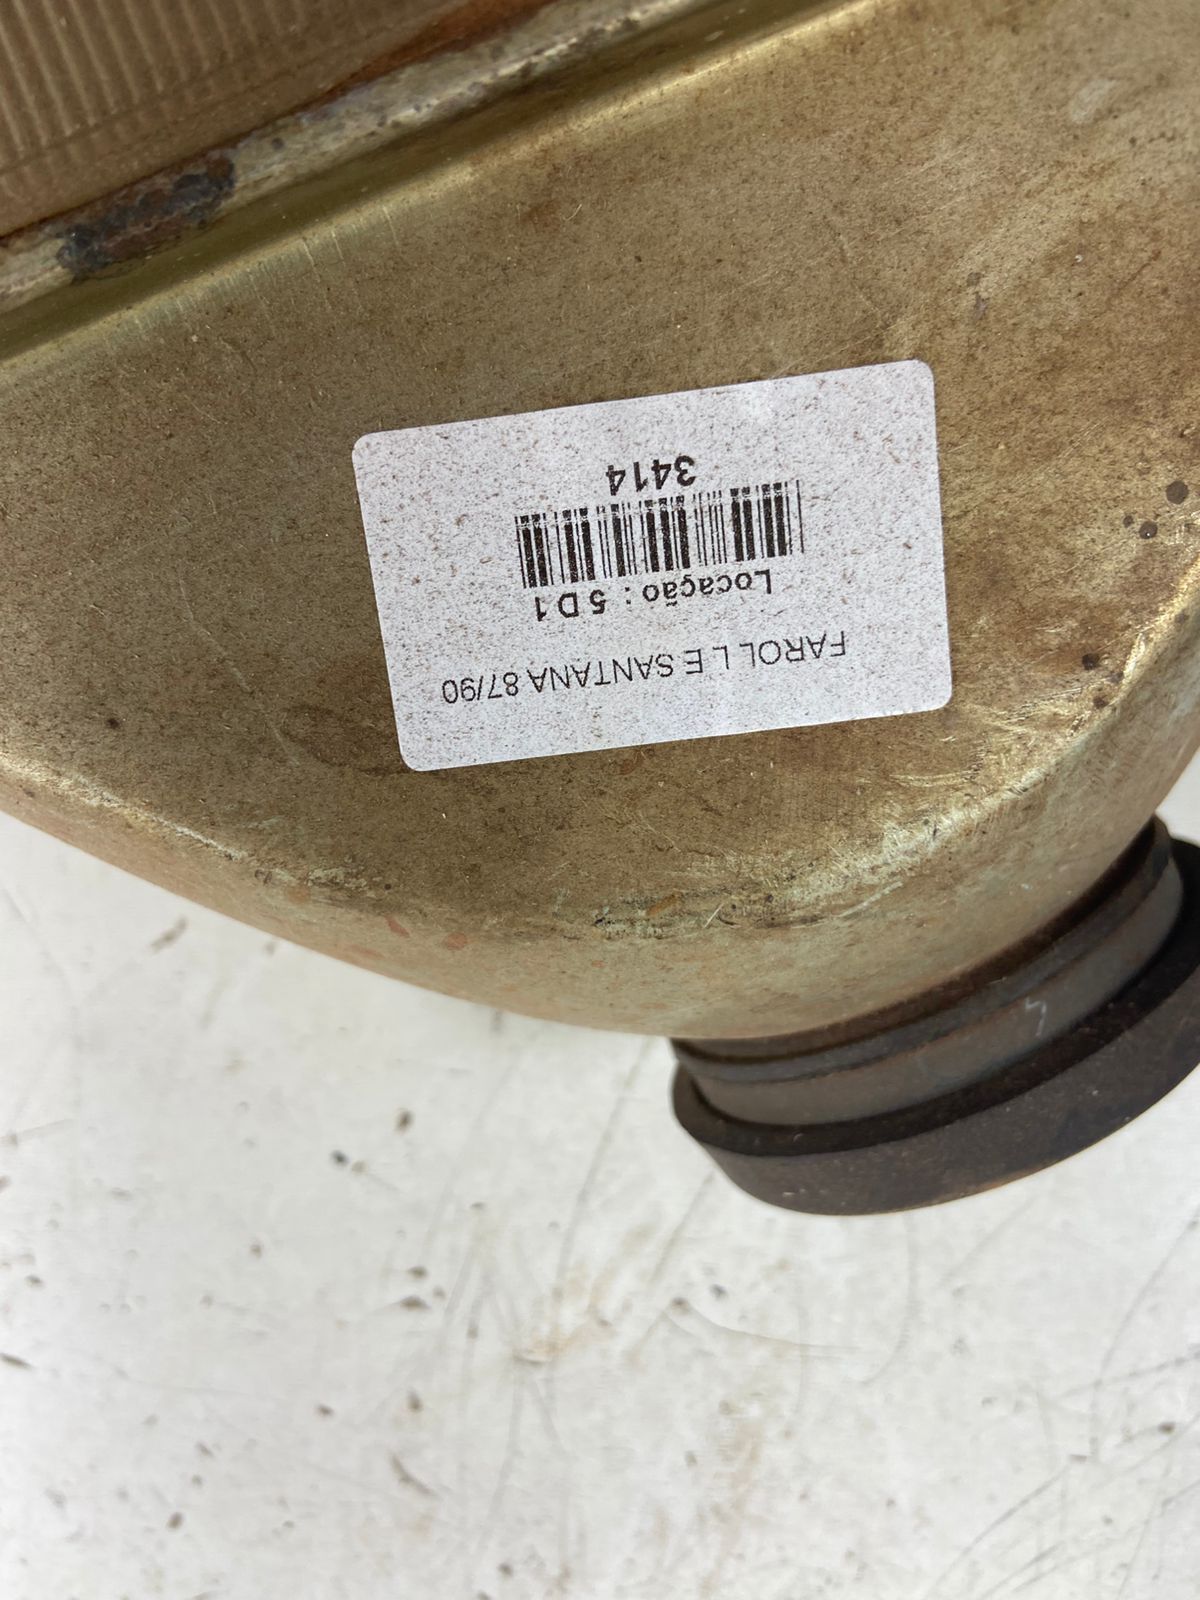 FAROL L E SANTANA 87/90
Locação : 5 D 1
3414